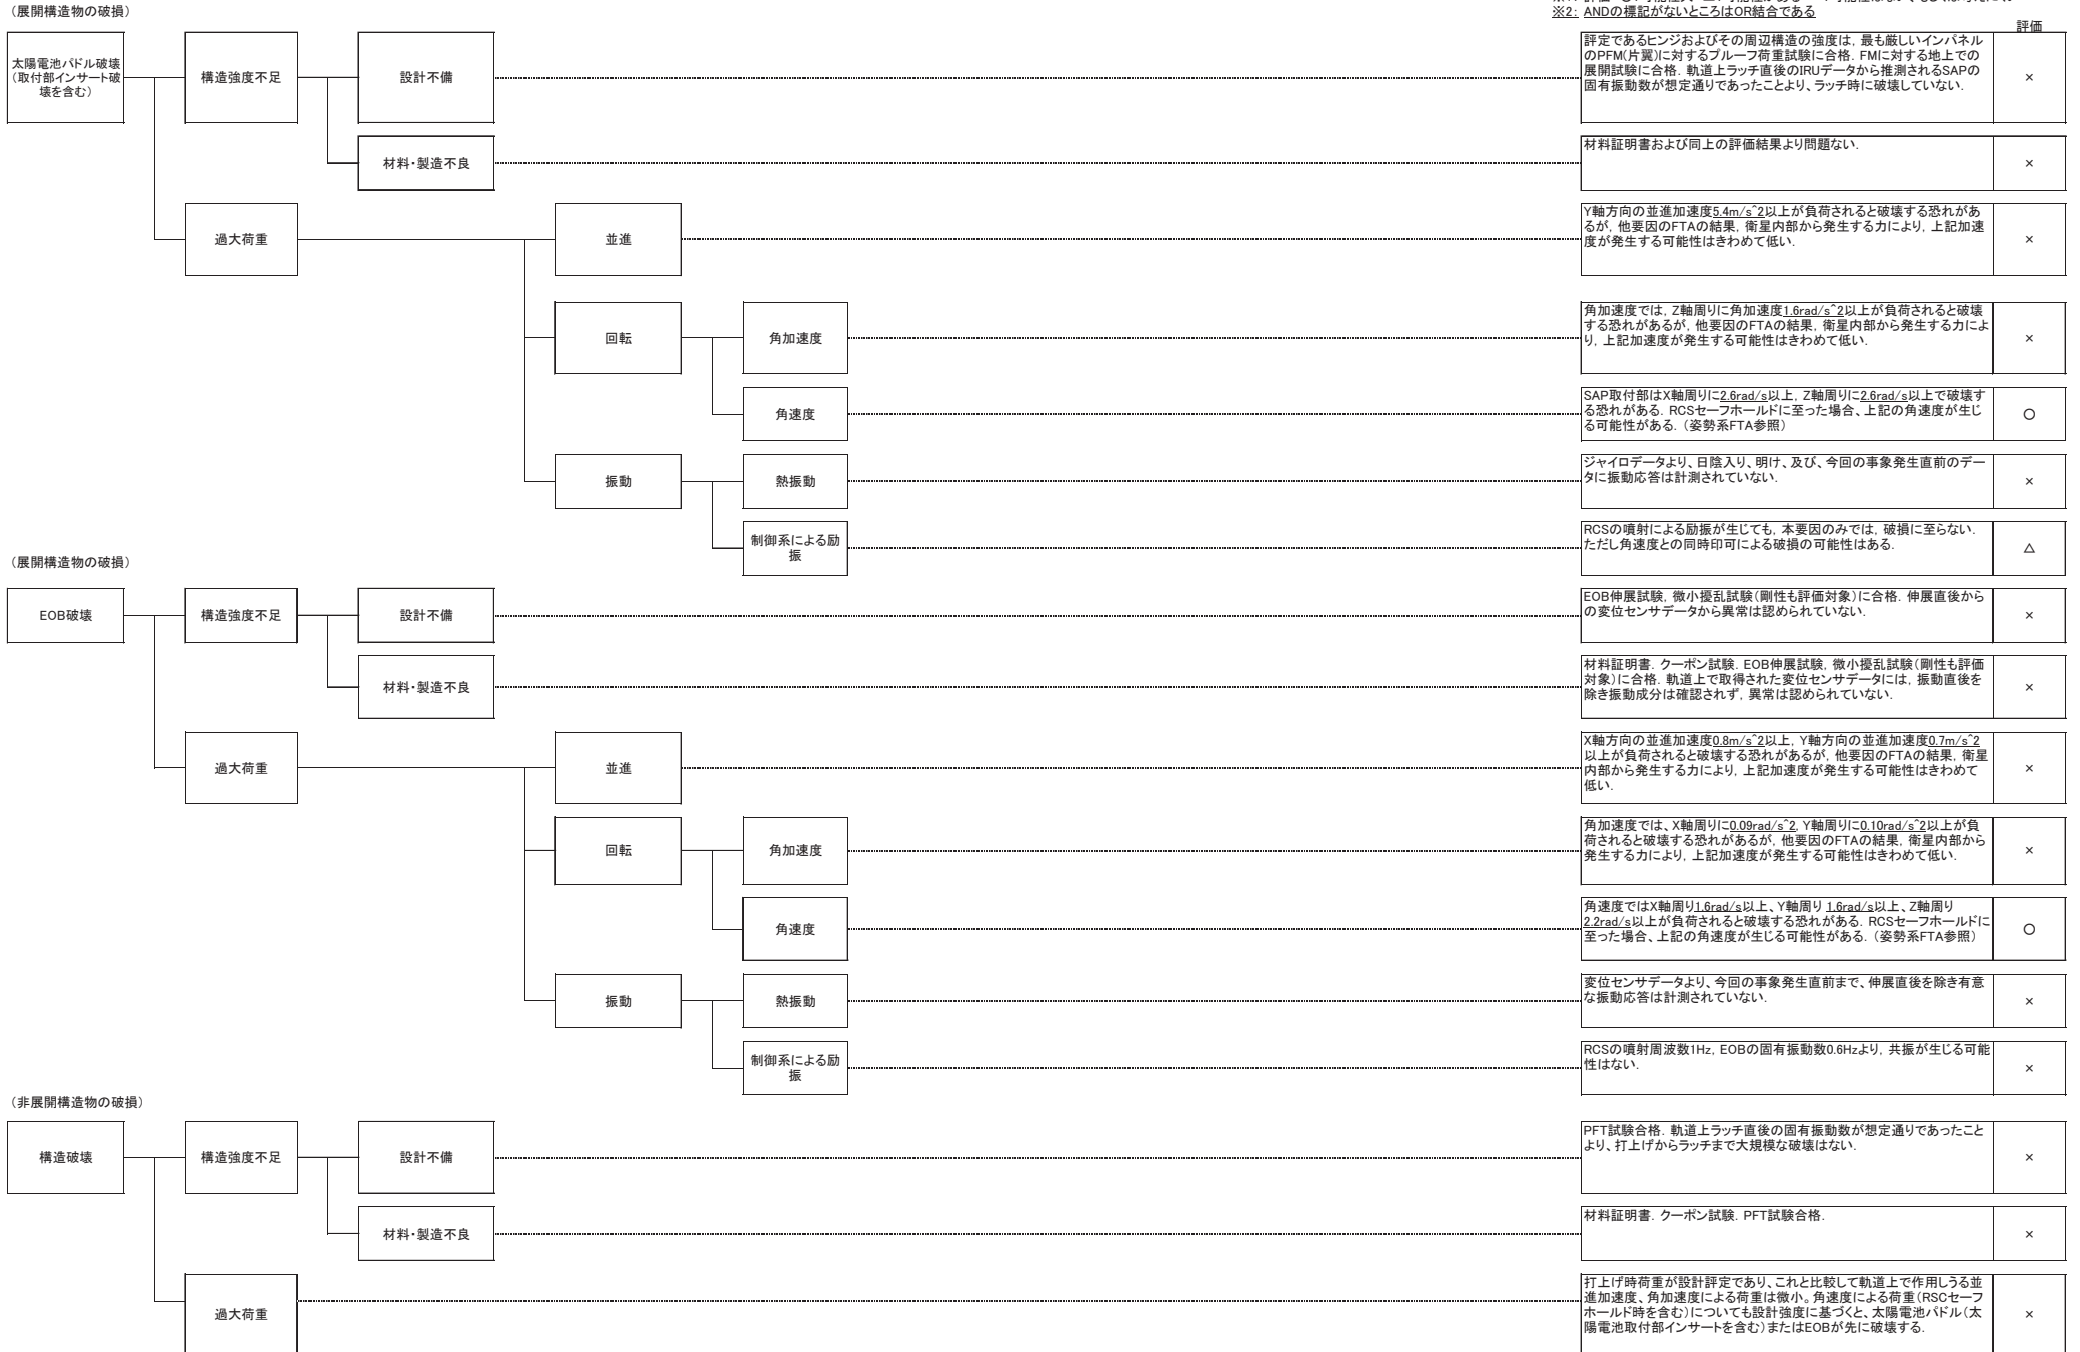 （展開構造物の破損）
※2: ANDの標記がないところはOR結合である
評価
太陽電池パドル破壊
（取付部インサート破
壊を含む）
構造強度不足
設計不備
評定であるヒンジおよびその周辺構造の強度は, 最も厳しいインパネル
のPFM(片翼)に対するプルーフ荷重試験に合格. FMに対する地上での
展開試験に合格. 軌道上ラッチ直後のIRUデータから推測されるSAPの
固有振動数が想定通りであったことより、ラッチ時に破壊していない.
×
材料・製造不良
材料証明書および同上の評価結果より問題ない.
×
過大荷重
並進
Y軸方向の並進加速度5.4m/s^2以上が負荷されると破壊する恐れがあ
るが, 他要因のFTAの結果, 衛星内部から発生する力により, 上記加速
度が発生する可能性はきわめて低い.
×
回転
角加速度
角加速度では, Z軸周りに角加速度1.6rad/s^2以上が負荷されると破壊
する恐れがあるが, 他要因のFTAの結果, 衛星内部から発生する力によ
り, 上記加速度が発生する可能性はきわめて低い.
×
角速度
SAP取付部はX軸周りに2.6rad/s以上, Z軸周りに2.6rad/s以上で破壊す
る恐れがある. RCSセーフホールドに至った場合、上記の角速度が生じ
る可能性がある.（姿勢系FTA参照）
○
振動
熱振動
ジャイロデータより、日陰入り、明け、及び、今回の事象発生直前のデー
タに振動応答は計測されていない.
×
制御系による励
振
RCSの噴射による励振が生じても, 本要因のみでは, 破損に至らない.
ただし角速度との同時印可による破損の可能性はある.
△
（展開構造物の破損）
EOB破壊
構造強度不足
設計不備
EOB伸展試験, 微小擾乱試験（剛性も評価対象）に合格. 伸展直後から
の変位センサデータから異常は認められていない.
×
材料・製造不良
材料証明書. クーポン試験. EOB伸展試験, 微小擾乱試験（剛性も評価
対象）に合格. 軌道上で取得された変位センサデータには, 振動直後を
除き振動成分は確認されず, 異常は認められていない.
×
過大荷重
並進
X軸方向の並進加速度0.8m/s^2以上, Y軸方向の並進加速度0.7m/s^2
以上が負荷されると破壊する恐れがあるが, 他要因のFTAの結果, 衛星
内部から発生する力により, 上記加速度が発生する可能性はきわめて
低い.
×
回転
角加速度
角加速度では、X軸周りに0.09rad/s^2, Y軸周りに0.10rad/s^2以上が負
荷されると破壊する恐れがあるが, 他要因のFTAの結果, 衛星内部から
発生する力により, 上記加速度が発生する可能性はきわめて低い.
×
角速度
角速度ではX軸周り1.6rad/s以上、Y軸周り 1.6rad/s以上、Z軸周り
2.2rad/s以上が負荷されると破壊する恐れがある. RCSセーフホールドに
至った場合、上記の角速度が生じる可能性がある.（姿勢系FTA参照）
○
振動
熱振動
変位センサデータより、今回の事象発生直前まで、伸展直後を除き有意
な振動応答は計測されていない.
×
制御系による励
振
RCSの噴射周波数1Hz, EOBの固有振動数0.6Hzより, 共振が生じる可能
性はない.
×
（非展開構造物の破損）
構造破壊
構造強度不足
設計不備
PFT試験合格. 軌道上ラッチ直後の固有振動数が想定通りであったこと
より、打上げからラッチまで大規模な破壊はない.
×
材料・製造不良
材料証明書. クーポン試験. PFT試験合格.
×
過大荷重
打上げ時荷重が設計評定であり、これと比較して軌道上で作用しうる並
進加速度、角加速度による荷重は微小。角速度による荷重（RSCセーフ
ホールド時を含む）についても設計強度に基づくと、太陽電池パドル（太
陽電池取付部インサートを含む）またはEOBが先に破壊する.
×